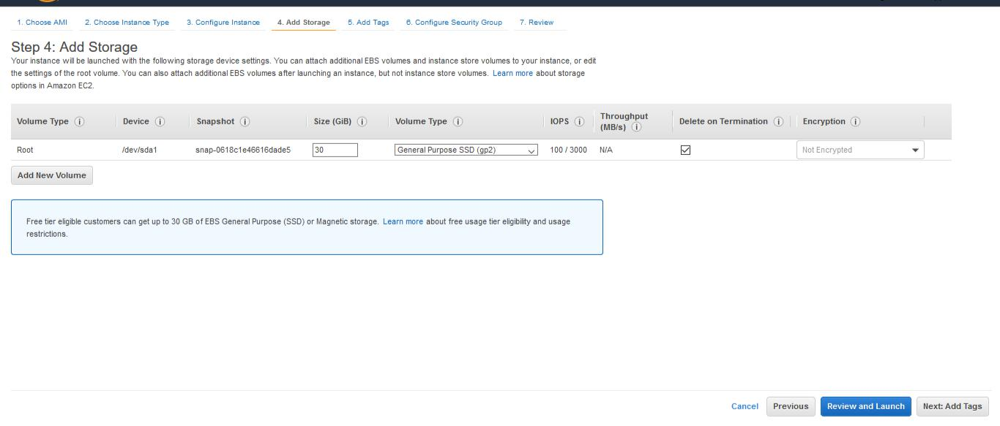 1. Choose AMI 2. Choose Instance Type 3. Configure Instance 4. Add Storage 5. Add Tags 6. Configure Security Group 7. Review
Step 4: Add Storage
Your instance will be launched with the following storage device settings. You can attach additional EBS volumes and instance store volumes to your instance, or edit
the settings of the root volume. You can also attach additional EBS volumes after launching an instance, but not instance store volumes. Learn more about storage
options in Amazon EC2.
Volume Type Device Snapshot Size (GiB) Volume Type IOPS Throughput (MB/s) Delete on Termination Encryption
Root /dev/sda1 snap-0618c1e46616dade5 30 General Purpose SSD (gp2) 100 / 3000 N/A Not Encrypted
Add New Volume
Free tier eligible customers can get up to 30 GB of EBS General Purpose (SSD) or Magnetic storage. Learn more about free usage tier eligibility and usage
restrictions.
Cancel Previous Review and Launch Next: Add Tags